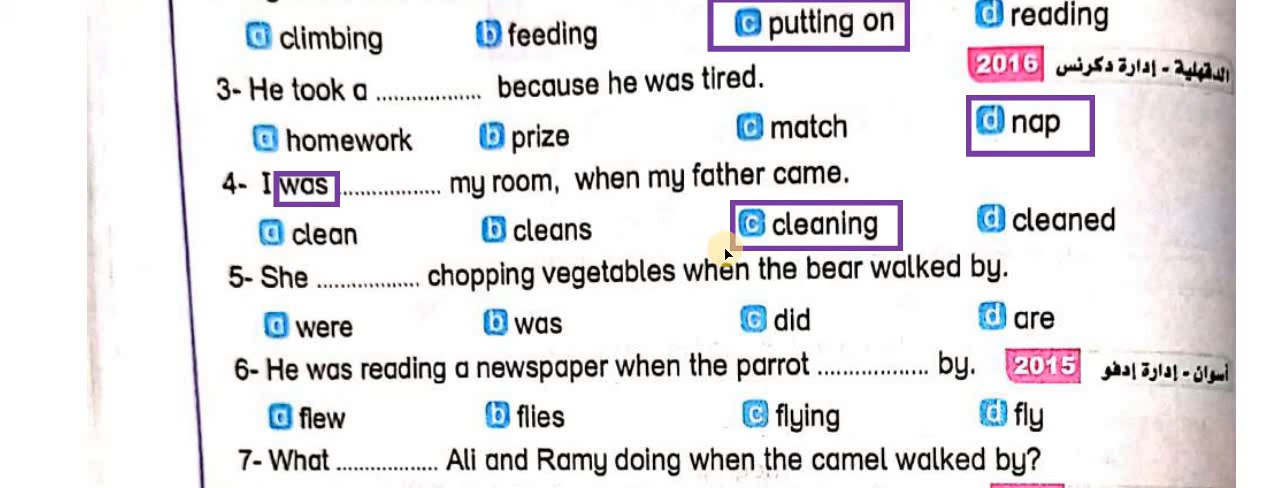 a climbing b feeding c putting on d reading
3- He took a .................. because he was tired. 2016 الدقهلية - إدارة دكرنس
a homework b prize c match d nap
4- I was .................. my room, when my father came.
a clean b cleans c cleaning d cleaned
5- She .................. chopping vegetables when the bear walked by.
a were b was c did d are
6- He was reading a newspaper when the parrot .................. by. 2015 أسوان - إدارة إدفو
a flew b flies c flying d fly
7- What .................. Ali and Ramy doing when the camel walked by?